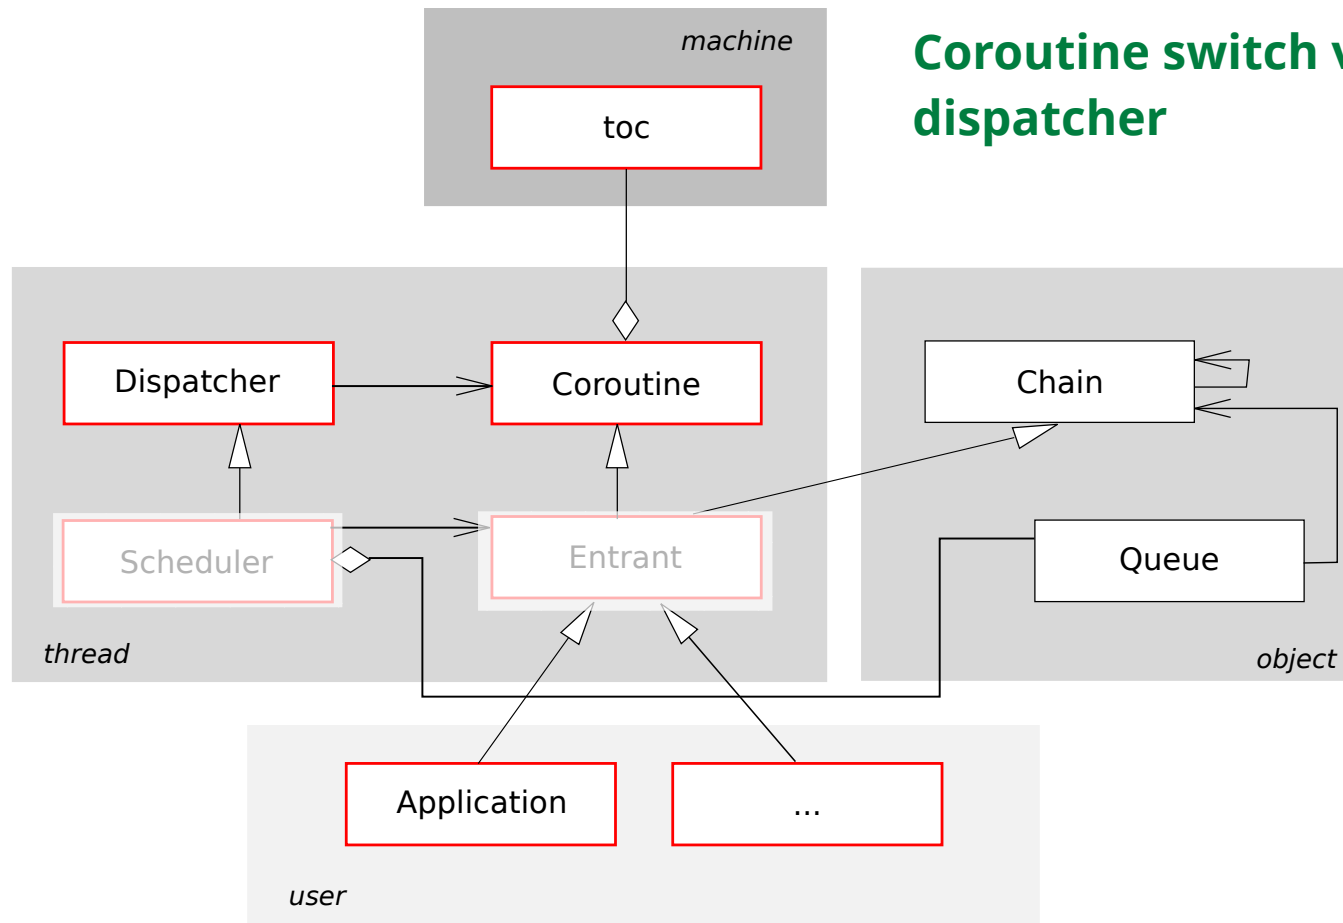 machine
Coroutine switch
dispatcher
toc
Dispatcher
Coroutine
Chain
Scheduler
Entrant
Queue
thread
object
Application
...
user